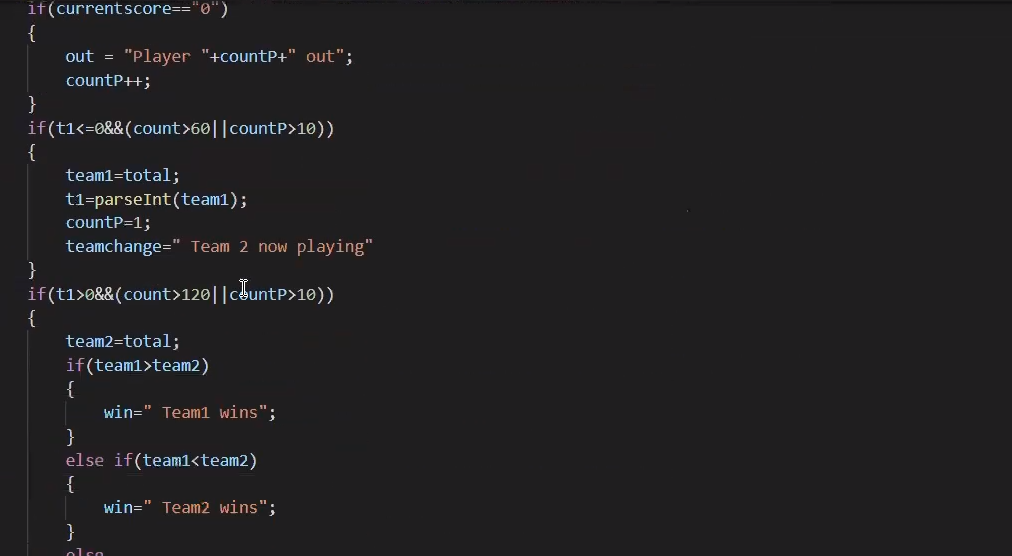 if(currentscore=="0")
{
out = "Player "+countP+" out";
countP++;
}
if(t1<=0&&(count>60||countP>10))
{
team1=total;
t1=parseInt(team1);
countP=1;
teamchange=" Team 2 now playing"
}
if(t1>0&&(count>120||countP>10))
{
team2=total;
if(team1>team2)
{
win=" Team1 wins";
}
else if(team1<team2)
{
win=" Team2 wins";
}
else